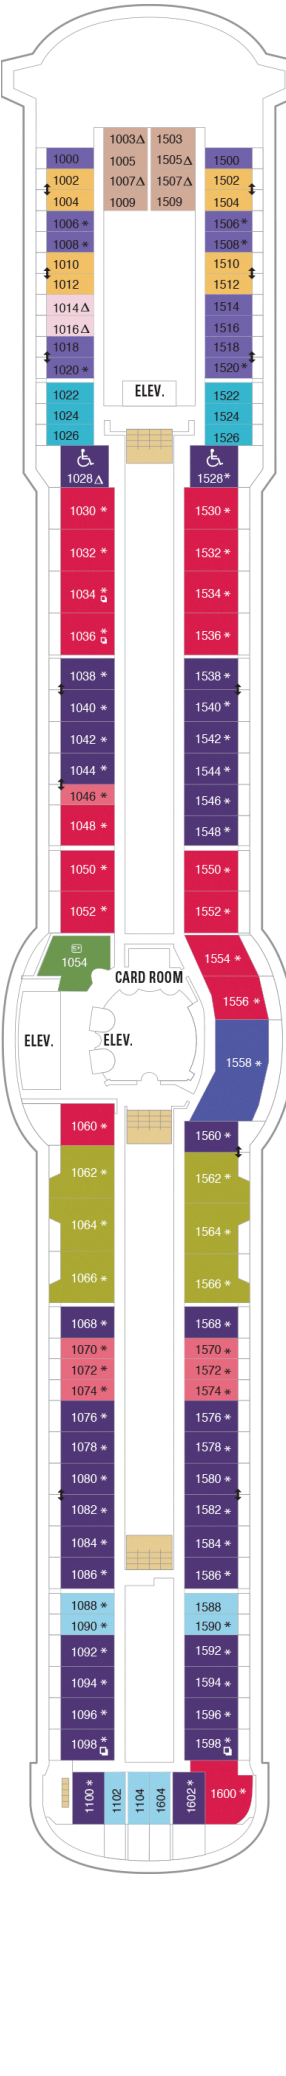 1003∆ 1503
1000 1005 1505∆ 1500
1002 1007∆ 1507∆ 1502
1004 1009 1509 1504
1006 * 1506 *
1008 * 1508 *
1010 1510
1012 1512
1014∆ 1514
1016∆ 1516
1018 1518
1020 * 1520 *
ELEV.
1022 1522
1024 1524
1026 1526
1028∆ 1528 *
1030 * 1530 *
1032 * 1532 *
1034 * 1534 *
1036 * 1536 *
1038 * 1538 *
1040 * 1540 *
1042 * 1542 *
1044 * 1544 *
1046 * 1546 *
1048 * 1548 *
1050 * 1550 *
1052 * 1552 *
1054 1554 *
CARD ROOM
1556 *
ELEV. ELEV.
1558 *
1060 * 1560 *
1062 * 1562 *
1064 * 1564 *
1066 * 1566 *
1068 * 1568 *
1070 * 1570 *
1072 * 1572 *
1074 * 1574 *
1076 * 1576 *
1078 * 1578 *
1080 * 1580 *
1082 * 1582 *
1084 * 1584 *
1086 * 1586 *
1088 * 1588
1090 * 1590 *
1092 * 1592 *
1094 * 1594 *
1096 * 1596 *
1098 * 1598 *
1100 * 1102 1104 1604 1602 * 1600 *